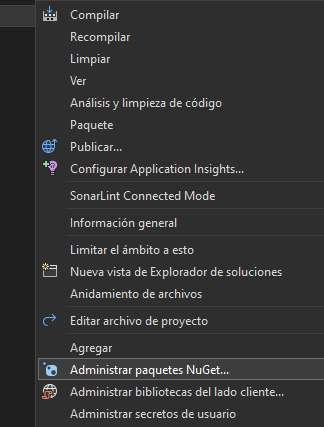 Compilar
Recompilar
Limpiar
Ver
Análisis y limpieza de código
Paquete
Publicar...
Configurar Application Insights...
SonarLint Connected Mode
Información general
Limitar el ámbito a esto
Nueva vista de Explorador de soluciones
Anidamiento de archivos
Editar archivo de proyecto
Agregar
Administrar paquetes NuGet...
Administrar bibliotecas del lado cliente...
Administrar secretos de usuario